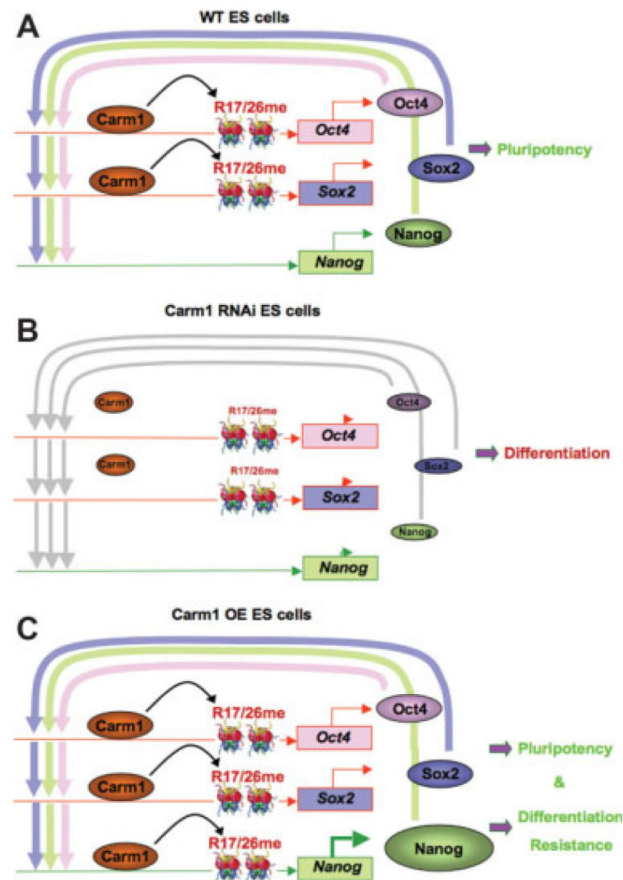 A
WT ES cells
R17/26me
Carm1
Oct4
Oct4
R17/26me
Carm1
Sox2
Sox2
Pluripotency
Nanog
Nanog
B
Carm1 RNAi ES cells
Carm1
R17/26me
Oct4
Oct4
Carm1
R17/26me
Sox2
Sox2
Differentiation
Nanog
Nanog
C
Carm1 OE ES cells
R17/26me
Carm1
Oct4
Oct4
R17/26me
Carm1
Sox2
Sox2
Pluripotency
&
Differentiation
Resistance
R17/26me
Carm1
Nanog
Nanog